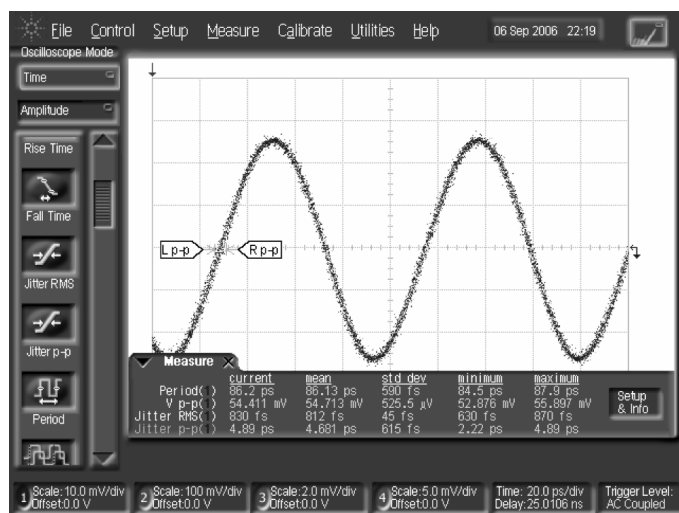 File Control Setup Measure Calibrate Utilities Help 06 Sep 2006 22:19
Oscilloscope Mode
Time
Amplitude
Rise Time
Fall Time
Jitter RMS
Jitter p-p
Period
L p-p
R p-p
Measure
current mean std dev minimum maximum
Period(1) 86.2 ps 86.13 ps 590 fs 84.5 ps 87.9 ps
V p-p(1) 54.411 mV 54.713 mV 525.5 µV 52.876 mV 55.897 mV
Jitter RMS(1) 830 fs 812 fs 45 fs 630 fs 870 fs
Jitter p-p(1) 4.89 ps 4.681 ps 615 fs 2.22 ps 4.89 ps
Setup
& Info
1 Scale:10.0 mV/div
Offset:0.0 V
2 Scale:100 mV/div
Offset:0.0 V
3 Scale:2.0 mV/div
Offset:0.0 V
4 Scale:5.0 mV/div
Offset:0.0 V
Time: 20.0 ps/div
Delay:25.0106 ns
Trigger Level:
AC Coupled